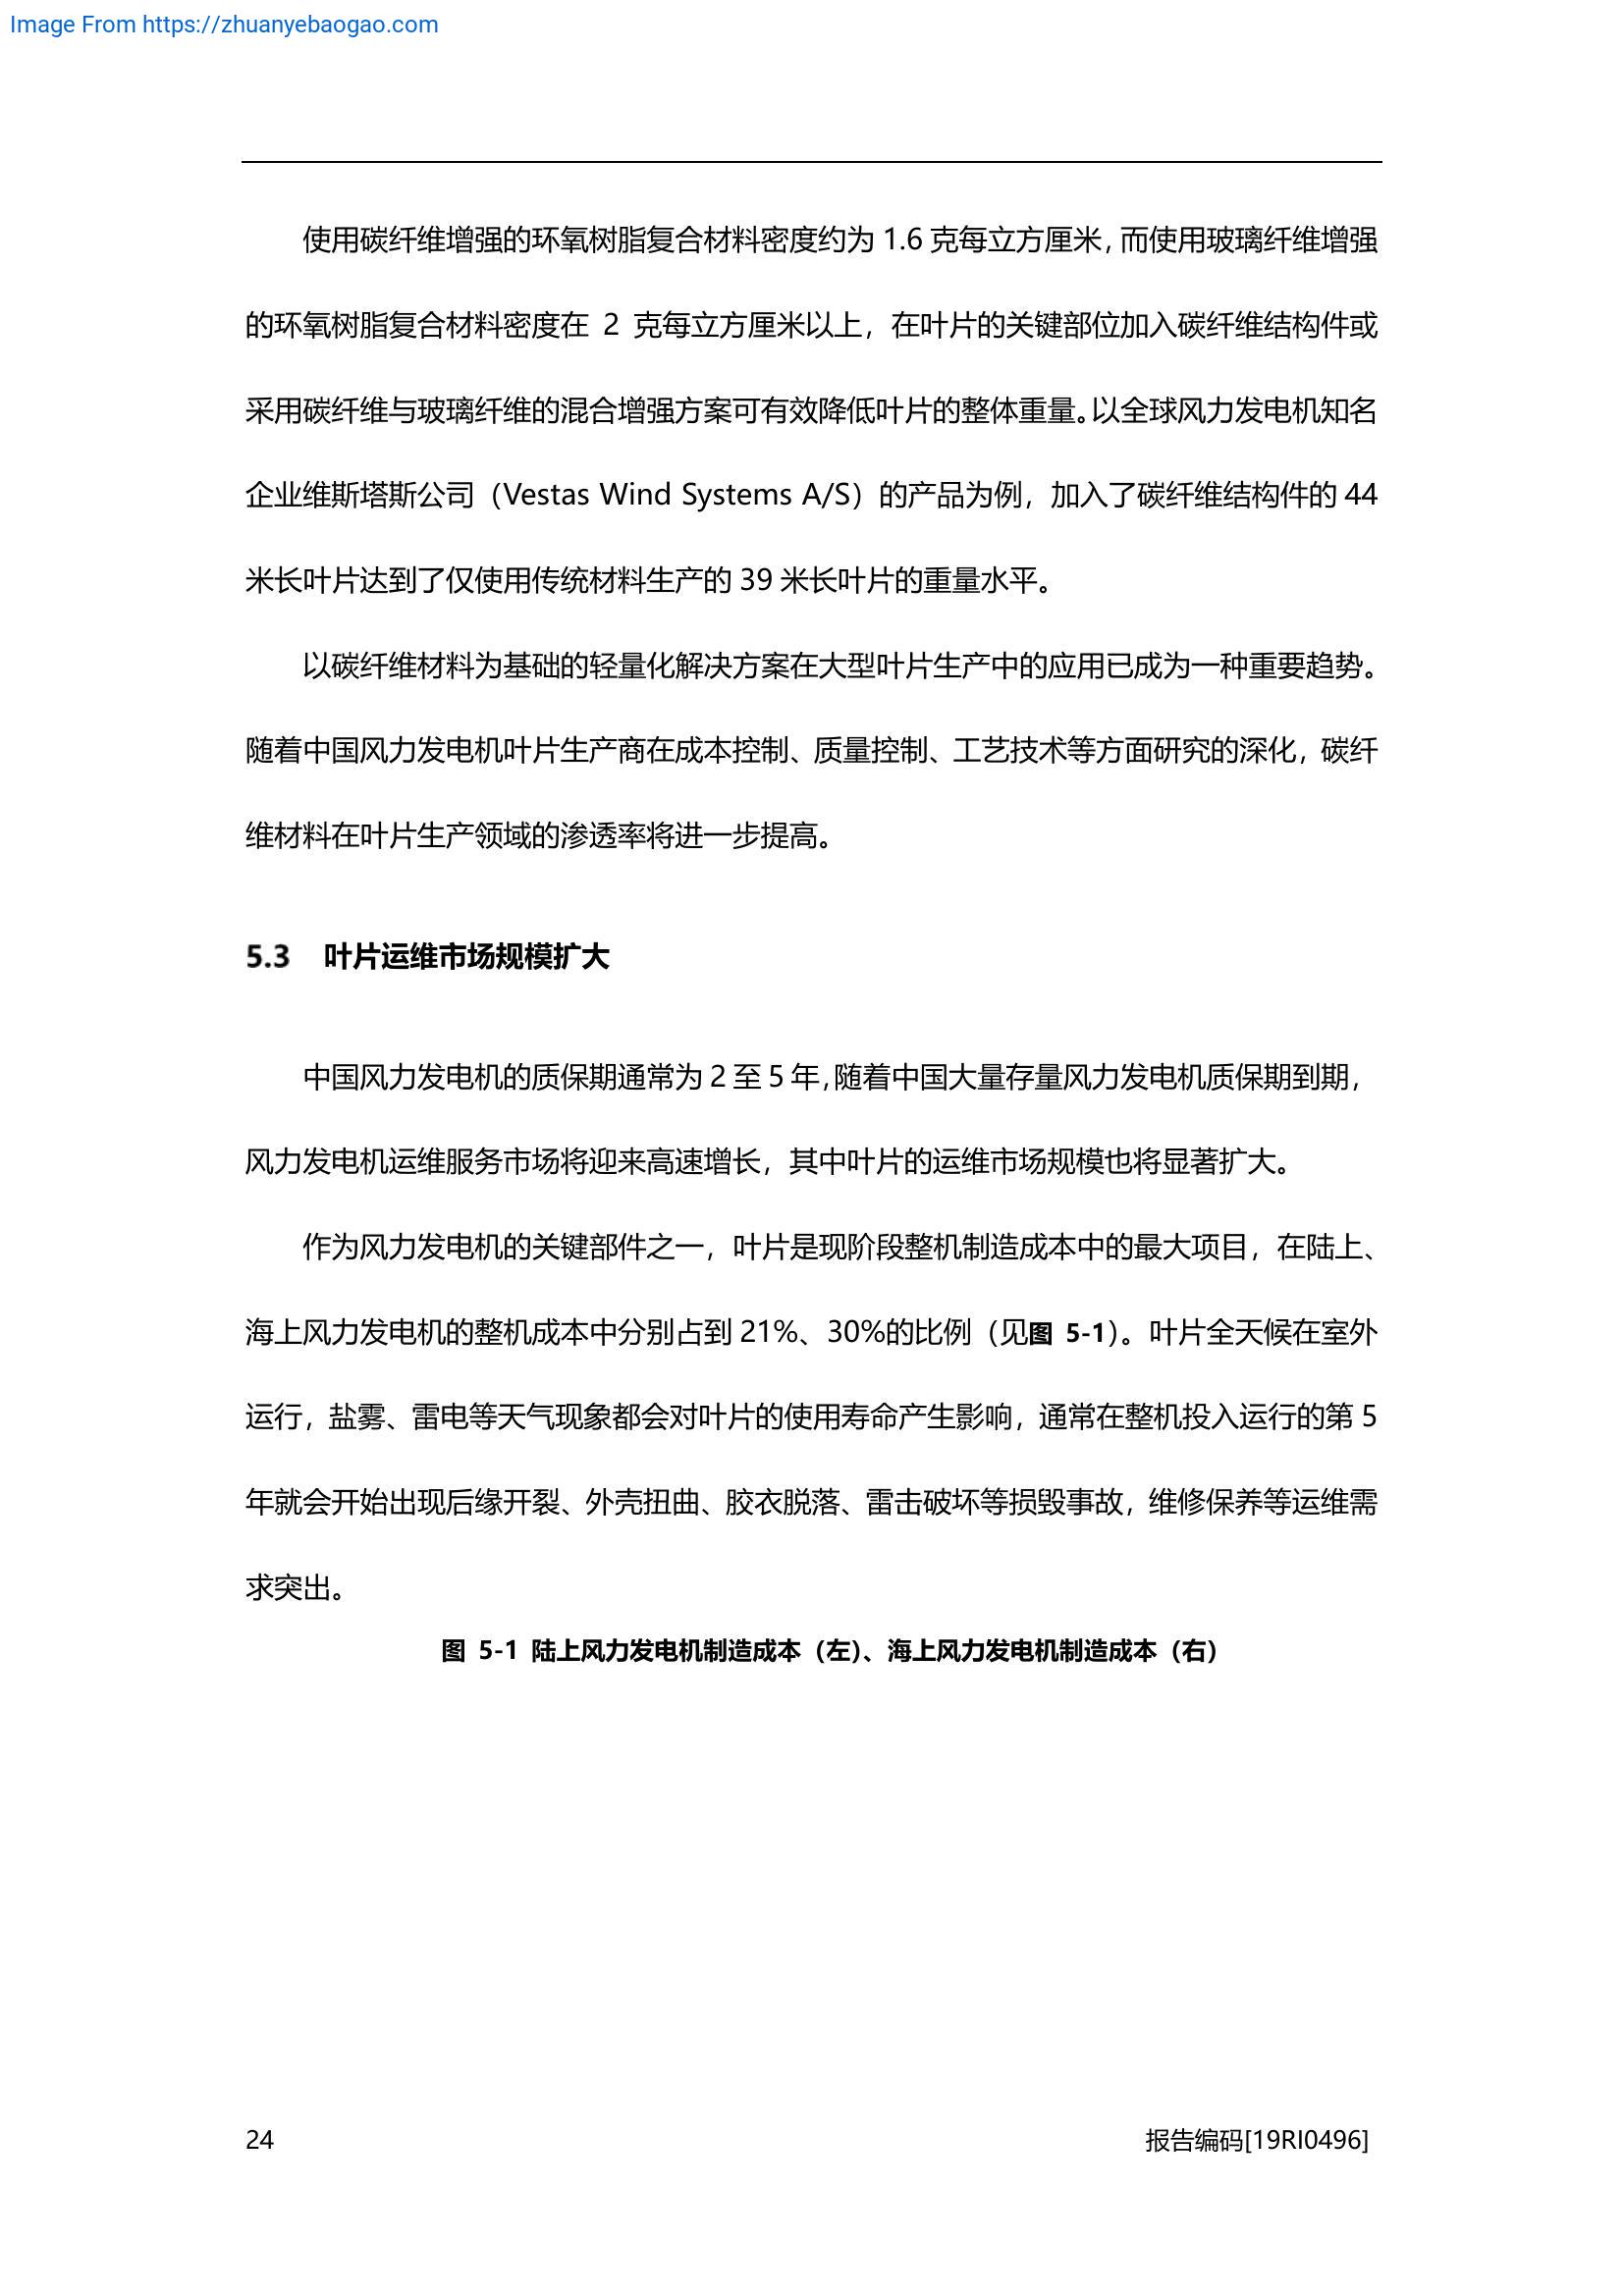 Image From https://zhuanyebaogao.com
使用碳纤维增强的环氧树脂复合材料密度约为 1.6 克每立方厘米，而使用玻璃纤维增强
的环氧树脂复合材料密度在 2 克每立方厘米以上，在叶片的关键部位加入碳纤维结构件或
采用碳纤维与玻璃纤维的混合增强方案可有效降低叶片的整体重量。以全球风力发电机知名
企业维斯塔斯公司（Vestas Wind Systems A/S）的产品为例，加入了碳纤维结构件的 44
米长叶片达到了仅使用传统材料生产的 39 米长叶片的重量水平。
以碳纤维材料为基础的轻量化解决方案在大型叶片生产中的应用已成为一种重要趋势。
随着中国风力发电机叶片生产商在成本控制、质量控制、工艺技术等方面研究的深化，碳纤
维材料在叶片生产领域的渗透率将进一步提高。
5.3 叶片运维市场规模扩大
中国风力发电机的质保期通常为 2 至 5 年，随着中国大量存量风力发电机质保期到期，
风力发电机运维服务市场将迎来高速增长，其中叶片的运维市场规模也将显著扩大。
作为风力发电机的关键部件之一，叶片是现阶段整机制造成本中的最大项目，在陆上、
海上风力发电机的整机成本中分别占到 21%、30%的比例（见图 5-1）。叶片全天候在室外
运行，盐雾、雷电等天气现象都会对叶片的使用寿命产生影响，通常在整机投入运行的第 5
年就会开始出现后缘开裂、外壳扭曲、胶衣脱落、雷击破坏等损毁事故，维修保养等运维需
求突出。
图 5-1 陆上风力发电机制造成本（左）、海上风力发电机制造成本（右）
24 报告编码[19RI0496]